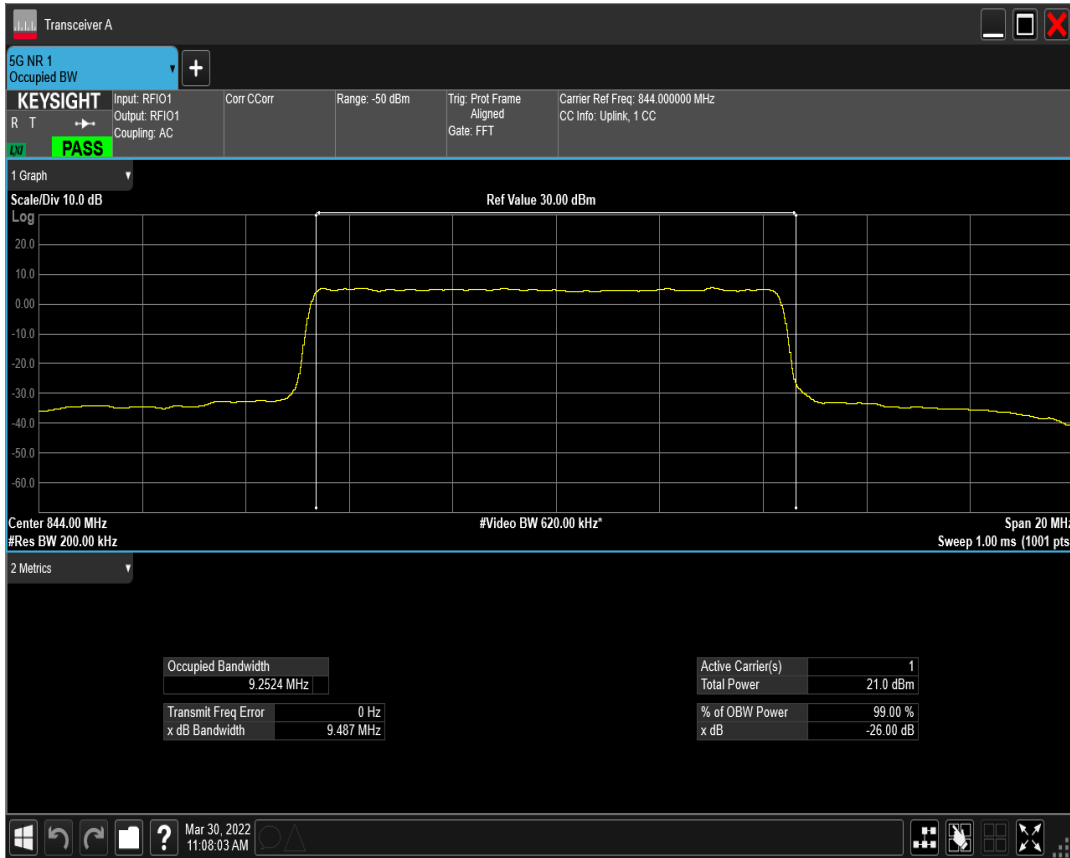 Transceiver A
5G NR 1
Occupied BW
KEYSIGHT
R T
LXI
PASS
Input: RFIO1
Output: RFIO1
Coupling: AC
Corr CCorr
Range: -50 dBm
Trig: Prot Frame
Aligned
Gate: FFT
Carrier Ref Freq: 844.000000 MHz
CC Info: Uplink, 1 CC
1 Graph
Scale/Div 10.0 dB
Ref Value 30.00 dBm
Log
20.0
10.0
0.00
-10.0
-20.0
-30.0
-40.0
-50.0
-60.0
Center 844.00 MHz
#Video BW 620.00 kHz*
Span 20 MHz
#Res BW 200.00 kHz
Sweep 1.00 ms (1001 pts
2 Metrics
Occupied Bandwidth
9.2524 MHz
Transmit Freq Error 0 Hz
x dB Bandwidth 9.487 MHz
Active Carrier(s) 1
Total Power 21.0 dBm
% of OBW Power 99.00 %
x dB -26.00 dB
Mar 30, 2022
11:08:03 AM